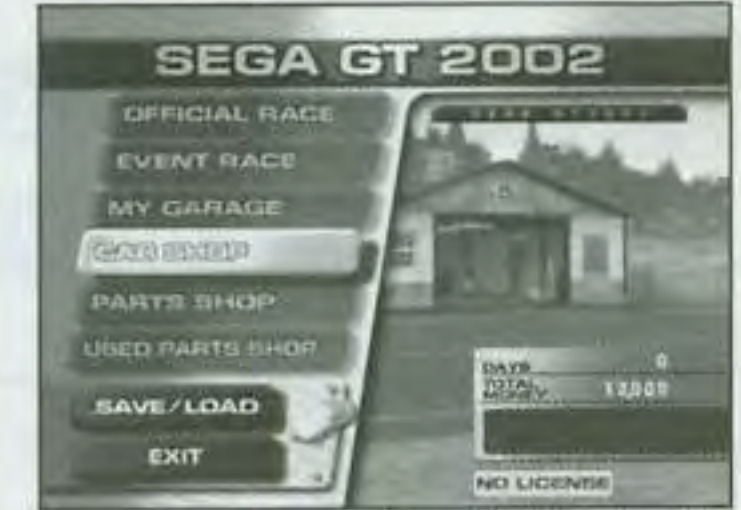 SEGA GT 2002
OFFICIAL RACE
EVENT RACE
MY GARAGE
CAR SHOP
PARTS SHOP
USED PARTS SHOP
SAVE/LOAD
EXIT
DAYS 0
TOTAL
MONEY
NO LICENSE